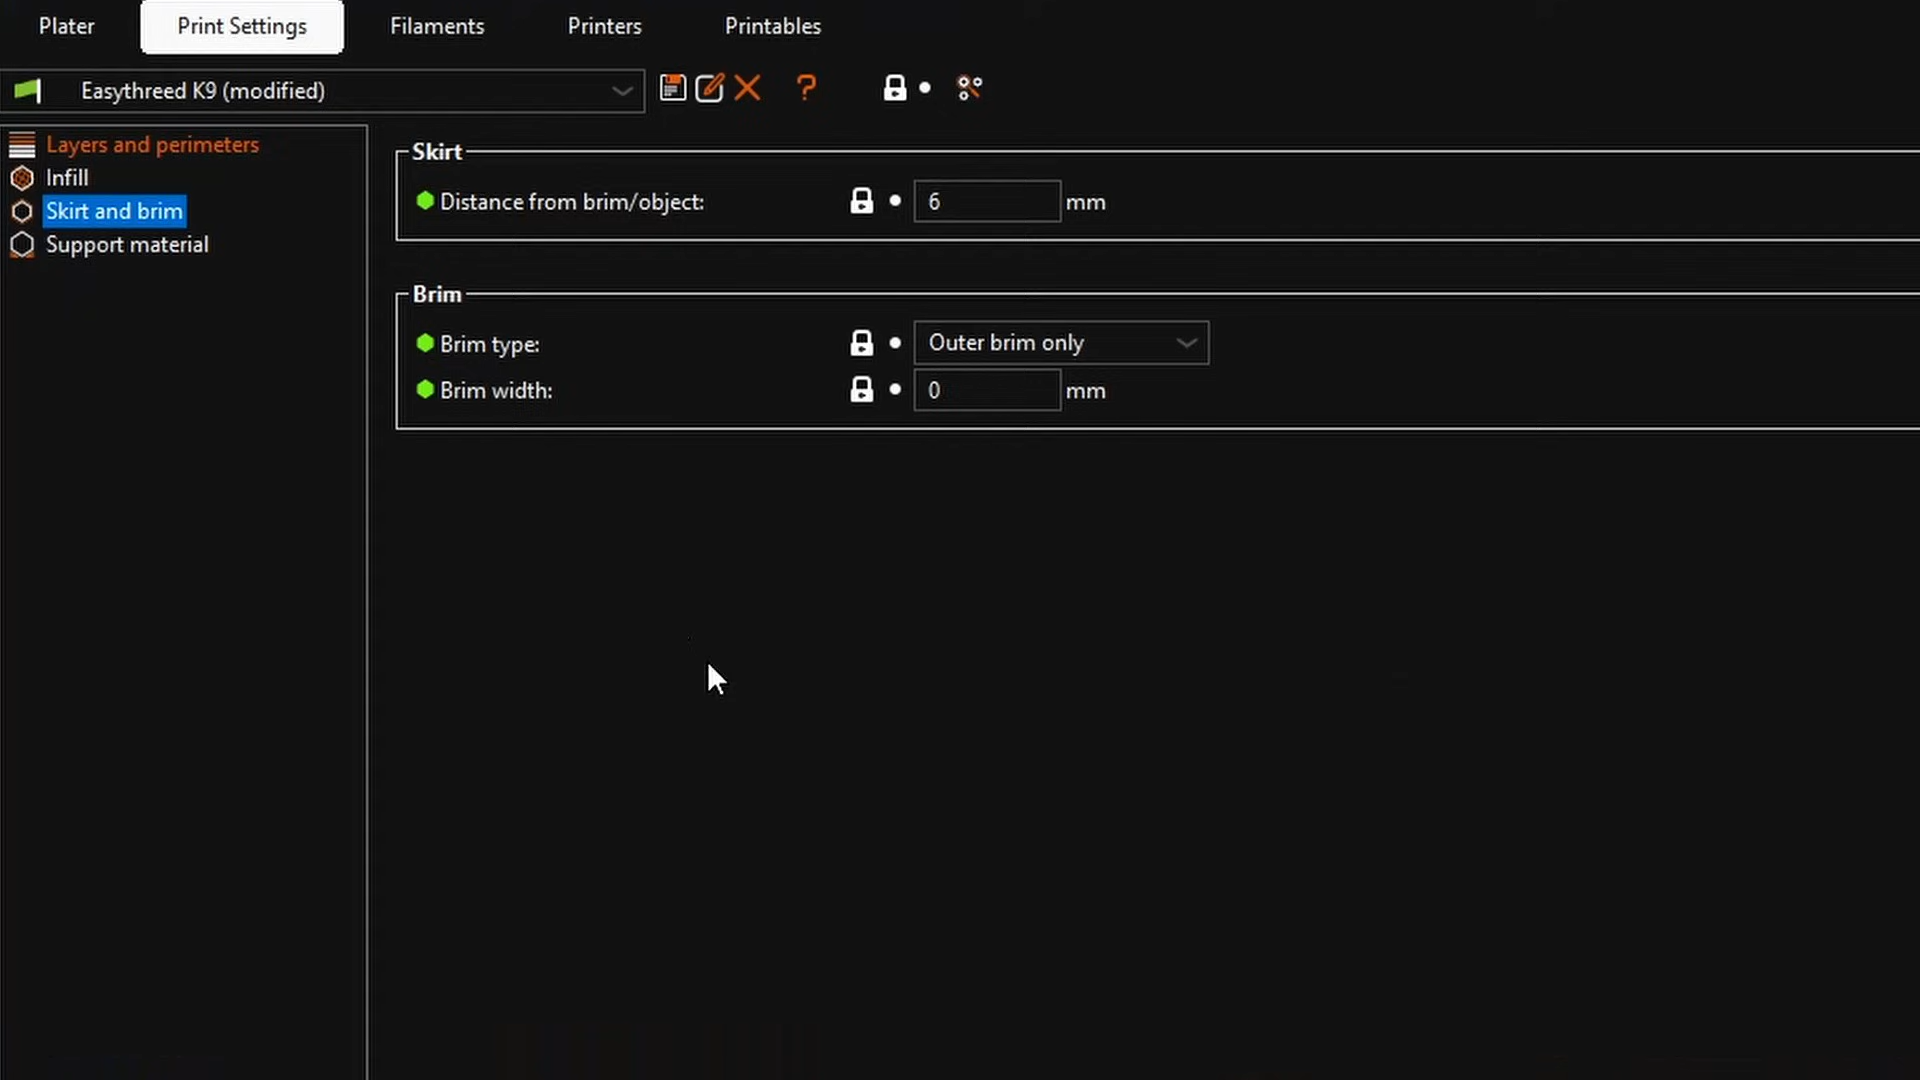 Plater Print Settings Filaments Printers Printables
Easythreed K9 (modified) ?
Layers and perimeters
Infill
Skirt and brim
Support material
Skirt
Distance from brim/object: 6 mm
Brim
Brim type: Outer brim only
Brim width: 0 mm